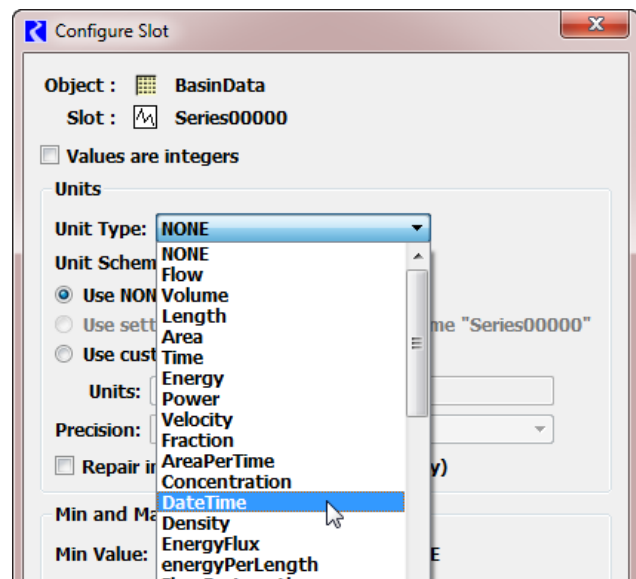 Configure Slot
Object : BasinData
Slot : Series00000
Values are integers
Units
Unit Type: NONE
NONE
Unit Schem
Flow
Use NON
Volume
Length
Use sett
me "Series00000"
Area
Use cust
Time
Energy
Units:
Power
Velocity
Precision:
Fraction
Repair in
AreaPerTime
y)
Concentration
DateTime
Min and Ma
Density
EnergyFlux
Min Value:
E
energyPerLength